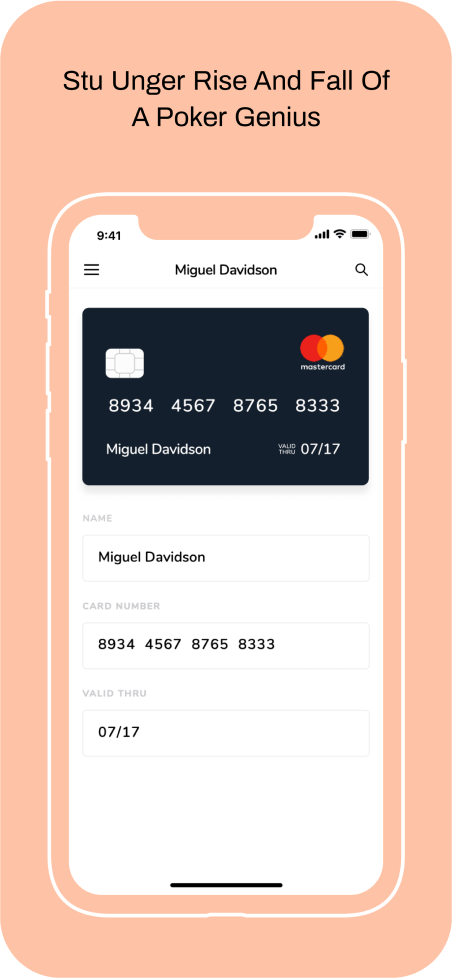 Stu Unger Rise And Fall Of
A Poker Genius
9:41
Miguel Davidson
mastercard
8934 4567 8765 8333
Miguel Davidson
VALID
THRU 07/17
NAME
Miguel Davidson
CARD NUMBER
8934 4567 8765 8333
VALID THRU
07/17